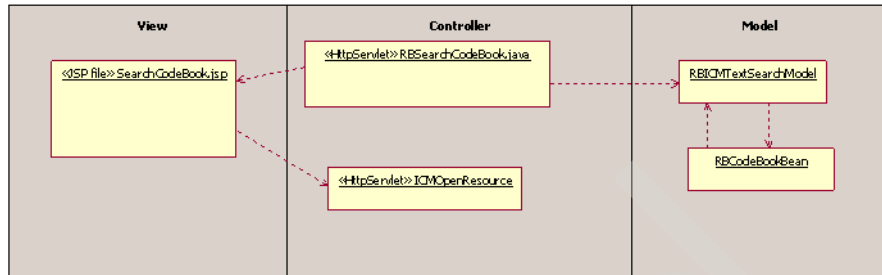 View
Controller
Model
«JSP file» SearchCodeBook.jsp
«HttpServlet» RBSearchCodeBook.java
RBICMTextSearchModel
RBCodeBookBean
«HttpServlet» ICMOpenResource